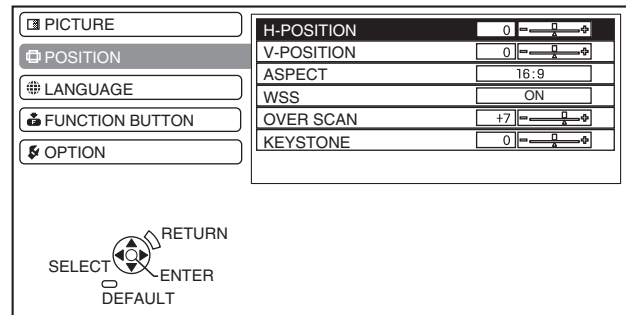 PICTURE
POSITION
LANGUAGE
FUNCTION BUTTON
OPTION
H-POSITION 0
V-POSITION 0
ASPECT 16:9
WSS ON
OVER SCAN +7
KEYSTONE 0
RETURN
SELECT
ENTER
DEFAULT